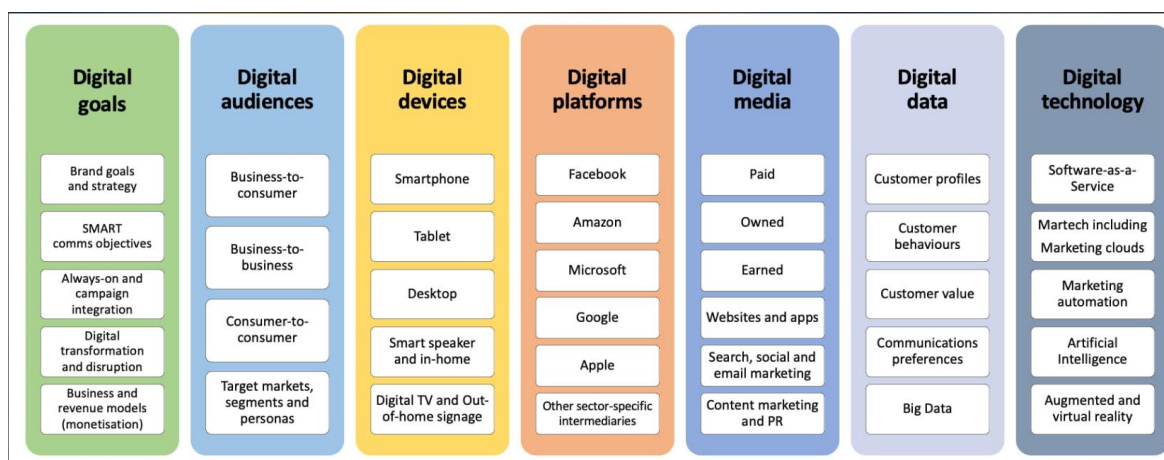 Digital
goals
Brand goals
and strategy
SMART
comms objectives
Always-on and
campaign
integration
Digital
transformation
and disruption
Business and
revenue models
(monetisation)
Digital
audiences
Business-to-
consumer
Business-to-
business
Consumer-to-
consumer
Target markets,
segments and
personas
Digital
devices
Smartphone
Tablet
Desktop
Smart speaker
and in-home
Digital TV and Out-
of-home signage
Digital
platforms
Facebook
Amazon
Microsoft
Google
Apple
Other sector-specific
intermediaries
Digital
media
Paid
Owned
Earned
Websites and apps
Search, social and
email marketing
Content marketing
and PR
Digital
data
Customer profiles
Customer
behaviours
Customer value
Communications
preferences
Big Data
Digital
technology
Software-as-a-
Service
Martech including
Marketing clouds
Marketing
automation
Artificial
Intelligence
Augmented and
virtual reality